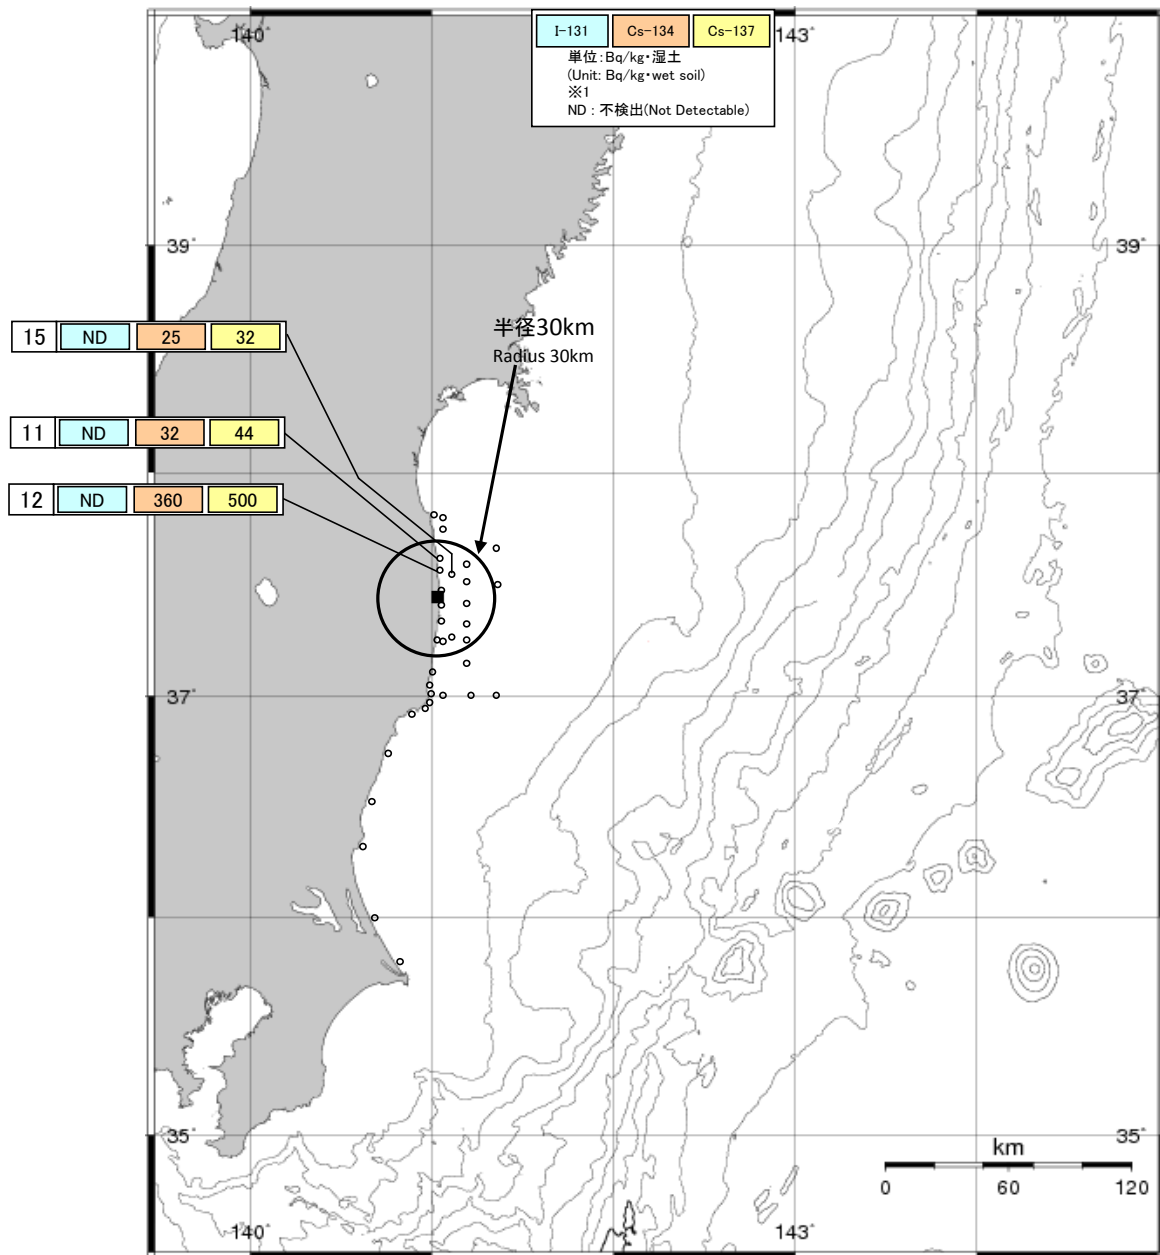 140°
I-131 Cs-134 Cs-137
143°
単位:Bq/kg・湿土
(Unit: Bq/kg・wet soil)
※1
ND : 不検出(Not Detectable)
39°
39°
15 ND 25 32
半径30km
Radius 30km
11 ND 32 44
12 ND 360 500
37°
37°
35°
35°
km
0 60 120
140°
143°